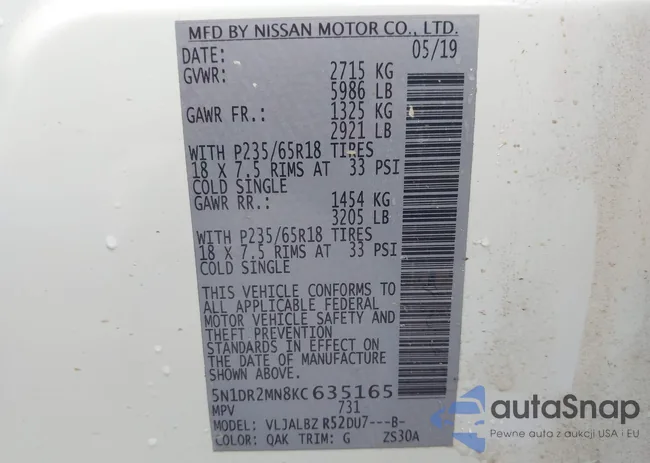 MFD BY NISSAN MOTOR CO., LTD.
DATE: 05/19
GVWR: 2715 KG
5986 LB
GAWR FR.: 1325 KG
2921 LB
WITH P235/65R18 TIRES
18 X 7.5 RIMS AT 33 PSI
COLD SINGLE
GAWR RR.: 1454 KG
3205 LB
WITH P235/65R18 TIRES
18 X 7.5 RIMS AT 33 PSI
COLD SINGLE
THIS VEHICLE CONFORMS TO
ALL APPLICABLE FEDERAL
MOTOR VEHICLE SAFETY AND
THEFT PREVENTION
STANDARDS IN EFFECT ON
THE DATE OF MANUFACTURE
SHOWN ABOVE.
5N1DR2MN8KC635165
MPV 731
MODEL: VLJALBZ R52DU7---B-
COLOR: QAK TRIM: G ZS30A
autaSnap
Pewne auta z aukcji USA i EU